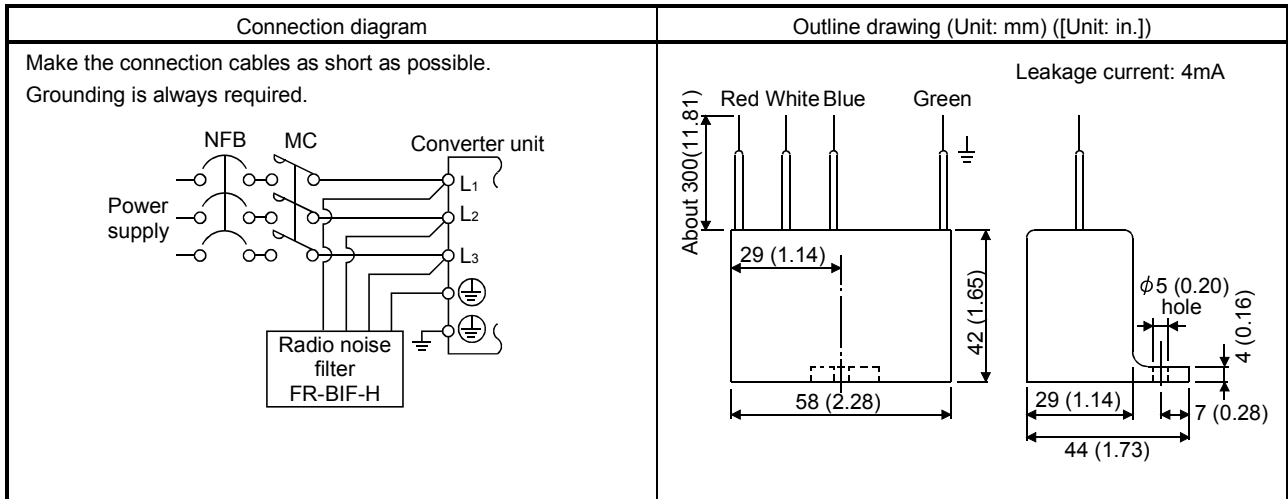 Connection diagram
Outline drawing (Unit: mm) ([Unit: in.])
Make the connection cables as short as possible.
Grounding is always required.
NFB
MC
Converter unit
L1
L2
L3
Power
supply
Radio noise
filter
FR-BIF-H
Leakage current: 4mA
Red White Blue
Green
About 300(11.81)
29 (1.14)
42 (1.65)
58 (2.28)
ϕ5 (0.20)
hole
4 (0.16)
29 (1.14)
7 (0.28)
44 (1.73)